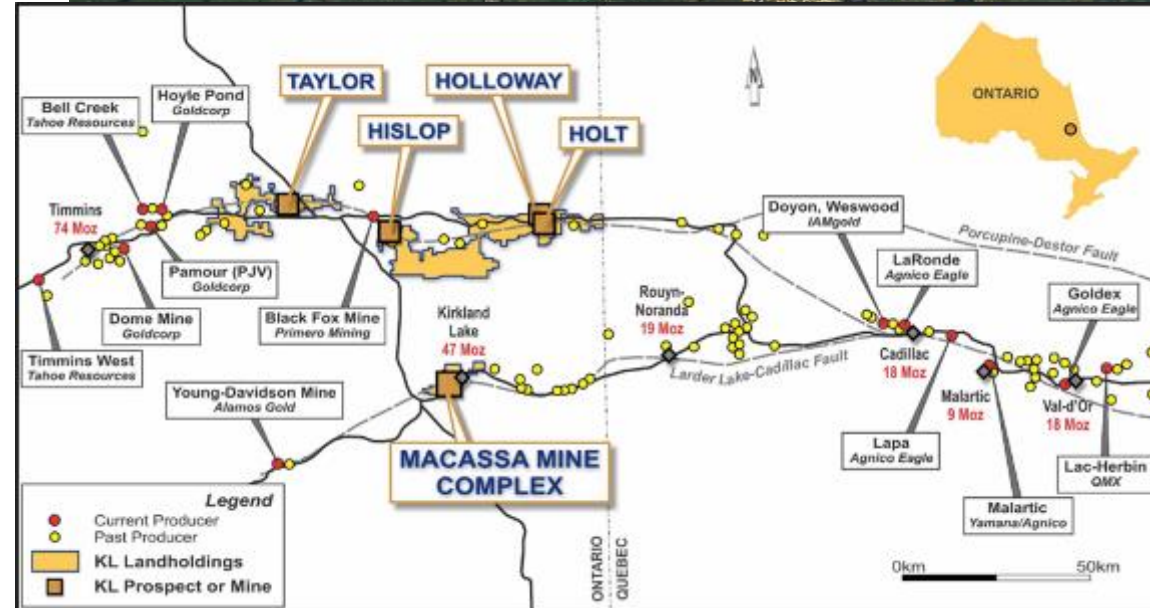 TAYLOR
HOLLOWAY
HISLOP
HOLT
Bell Creek
Tahoe Resources
Hoyle Pond
Goldcorp
N
ONTARIO
Timmins
74 Moz
Doyon, Weswood
IAMgold
Porcupine-Destor Fault
LaRonde
Agnico Eagle
Pamour (PJV)
Goldcorp
Goldex
Agnico Eagle
Dome Mine
Goldcorp
Black Fox Mine
Primero Mining
Kirkland
Lake
47 Moz
Rouyn-
Noranda
19 Moz
Timmins West
Tahoe Resources
Larder Lake-Cadillac Fault
Cadillac
18 Moz
Young-Davidson Mine
Alamos Gold
Malartic
9 Moz
Val-d'Or
18 Moz
Lapa
Agnico Eagle
MACASSA MINE
COMPLEX
Lac-Herbin
QMX
Malartic
Yamana/Agnico
Legend
Current Producer
Past Producer
KL Landholdings
KL Prospect or Mine
ONTARIO
QUEBEC
0km
50km